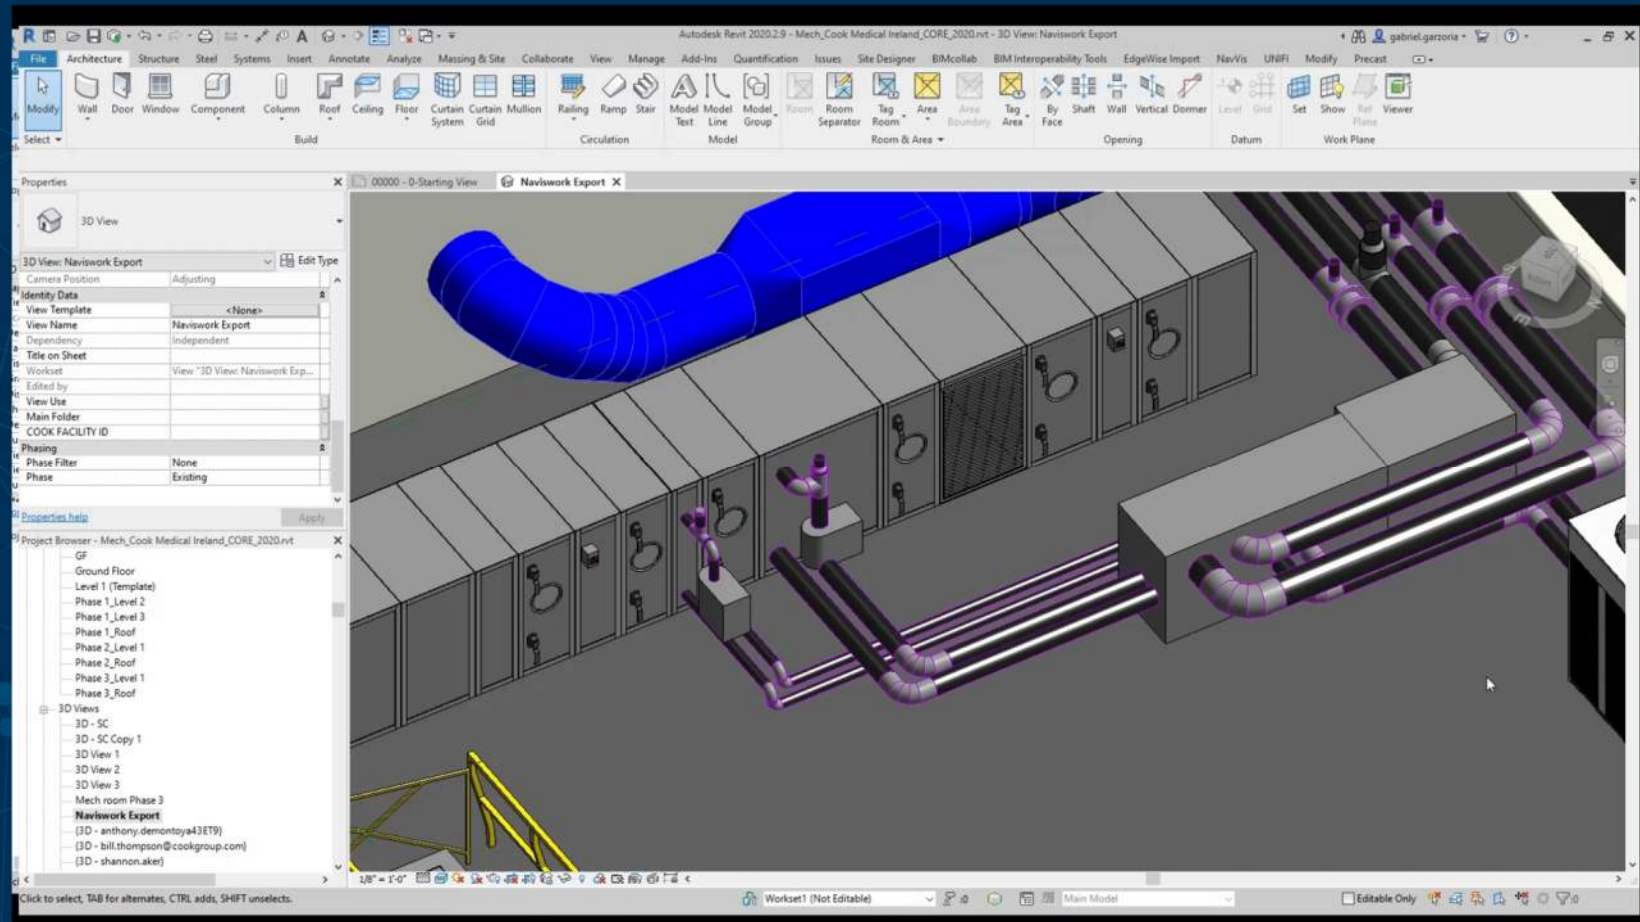 Autodesk Revit 2020.2.9 - Mech_Cook Medical Ireland_CORE_2020.rvt - 3D View: Naviswork Export
gabriel.garzoria
File Architecture Structure Steel Systems Insert Annotate Analyze Massing & Site Collaborate View Manage Add-Ins Quantification Issues Site Designer BIMcollab BIM Interoperability Tools EdgeWise Import NavVis UNIFI Modify Precast
Modify Wall Door Window Component Column Roof Ceiling Floor Curtain System Curtain Grid Mullion Railing Ramp Stair Model Text Model Line Model Group Room Room Separator Tag Room Area Area Boundary Tag Area By Face Shaft Wall Vertical Dormer Level Grid Set Show Ref Plane Viewer
Select Build Circulation Model Room & Area Opening Datum Work Plane
Properties
00000 - 0-Starting View
Naviswork Export
3D View
3D View: Naviswork Export
Edit Type
Camera Position Adjusting
Identity Data
View Template <None>
View Name Naviswork Export
Dependency Independent
Title on Sheet
Workset View "3D View: Naviswork Exp...
Edited by
View Use
Main Folder
COOK FACILITY ID
Phasing
Phase Filter None
Phase Existing
Properties help
Apply
Project Browser - Mech_Cook Medical Ireland_CORE_2020.rvt
GF
Ground Floor
Level 1 (Template)
Phase 1_Level 2
Phase 1_Level 3
Phase 1_Roof
Phase 2_Level 1
Phase 2_Roof
Phase 3_Level 1
Phase 3_Roof
3D Views
3D - SC
3D - SC Copy 1
3D View 1
3D View 2
3D View 3
Mech room Phase 3
Naviswork Export
{3D - anthony.demontoya43ET9}
{3D - bill.thompson@cookgroup.com}
{3D - shannon.aker}
1/8" = 1'-0"
Click to select, TAB for alternates, CTRL adds, SHIFT unselects.
Workset1 (Not Editable)
:0
Main Model
Editable Only
:0